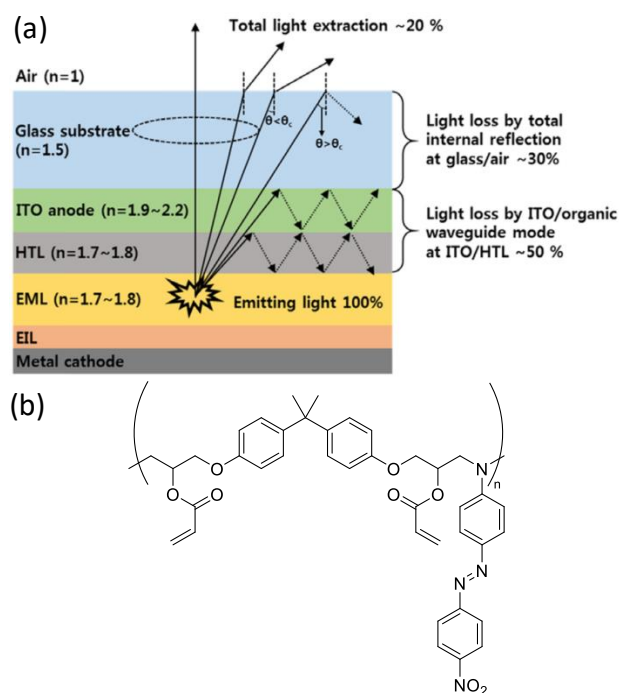 (a)
Total light extraction ~20 %
Air (n=1)
θ<θc
Glass substrate
(n=1.5)
θ>θc
Light loss by total
internal reflection
at glass/air ~30%
ITO anode (n=1.9~2.2)
HTL (n=1.7~1.8)
Light loss by ITO/organic
waveguide mode
at ITO/HTL ~50 %
EML (n=1.7~1.8)
Emitting light 100%
EIL
Metal cathode
(b)
O
O
N
n
O
O
O
O
N
N
NO₂